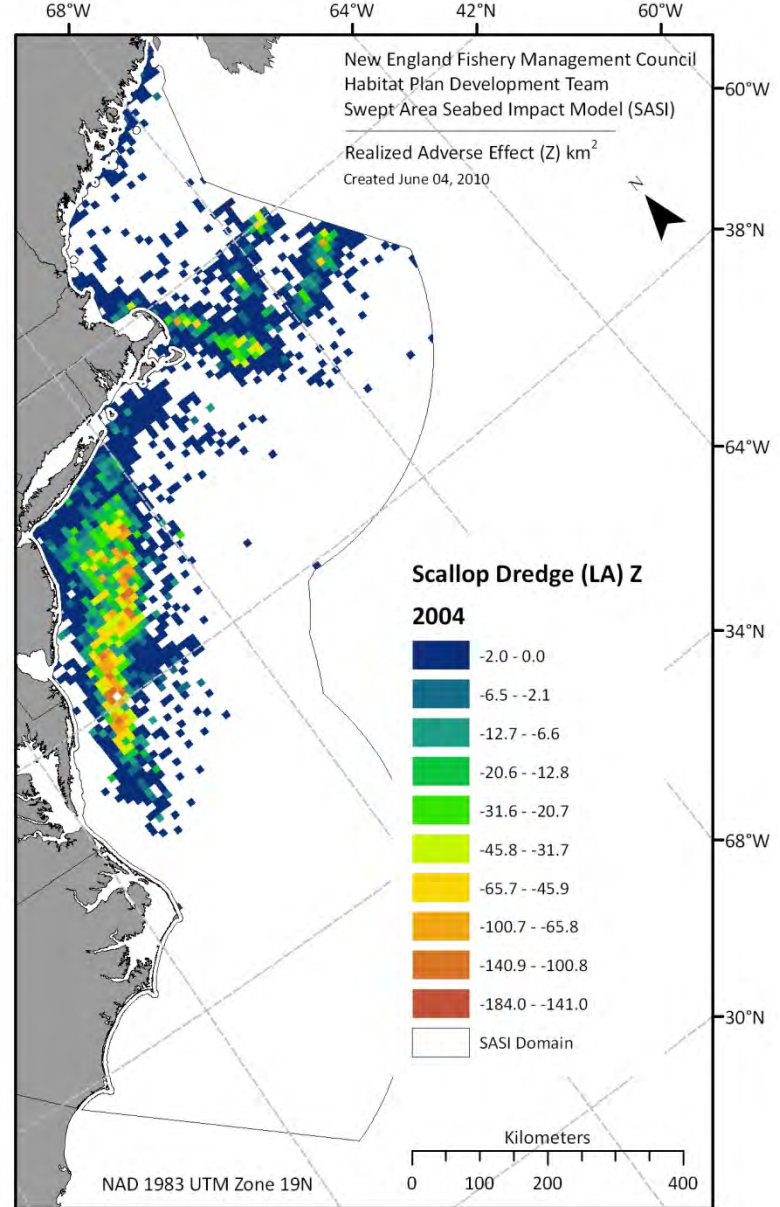 68°W
64°W
42°N
60°W
New England Fishery Management Council
Habitat Plan Development Team
Swept Area Seabed Impact Model (SASI)
Realized Adverse Effect (Z) km²
Created June 04, 2010
N
60°W
38°N
64°W
34°N
68°W
30°N
Scallop Dredge (LA) Z
2004
-2.0 - 0.0
-6.5 - -2.1
-12.7 - -6.6
-20.6 - -12.8
-31.6 - -20.7
-45.8 - -31.7
-65.7 - -45.9
-100.7 - -65.8
-140.9 - -100.8
-184.0 - -141.0
SASI Domain
Kilometers
0 100 200 400
NAD 1983 UTM Zone 19N